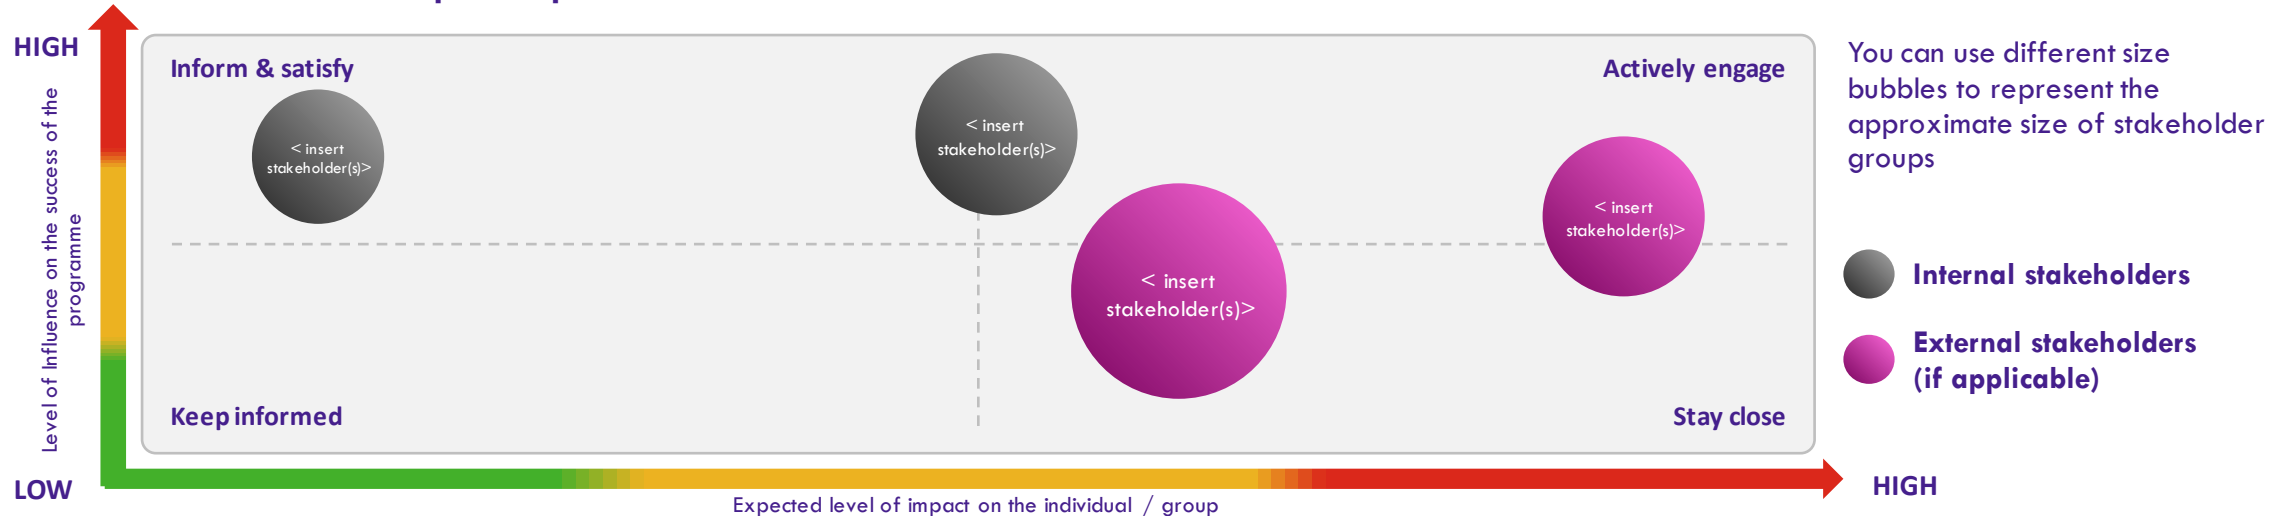 HIGH
Inform & satisfy
Actively engage
Level of Influence on the success of the
programme
< insert
stakeholder(s)>
< insert
stakeholder(s)>
< insert
stakeholder(s)>
< insert
stakeholder(s)>
Keep informed
Stay close
LOW
Expected level of impact on the individual / group
HIGH
You can use different size
bubbles to represent the
approximate size of stakeholder
groups
Internal stakeholders
External stakeholders
(if applicable)